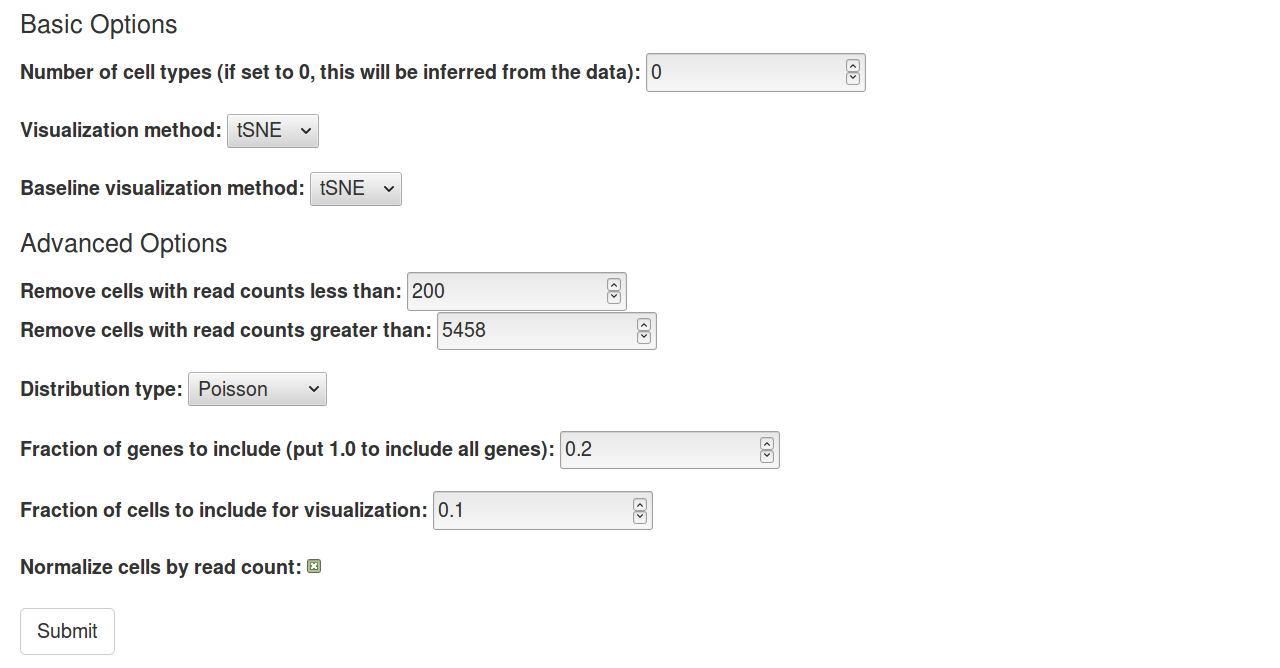 Basic Options
Number of cell types (if set to 0, this will be inferred from the data): 0
Visualization method: tSNE
Baseline visualization method: tSNE
Advanced Options
Remove cells with read counts less than: 200
Remove cells with read counts greater than: 5458
Distribution type: Poisson
Fraction of genes to include (put 1.0 to include all genes): 0.2
Fraction of cells to include for visualization: 0.1
Normalize cells by read count:
Submit